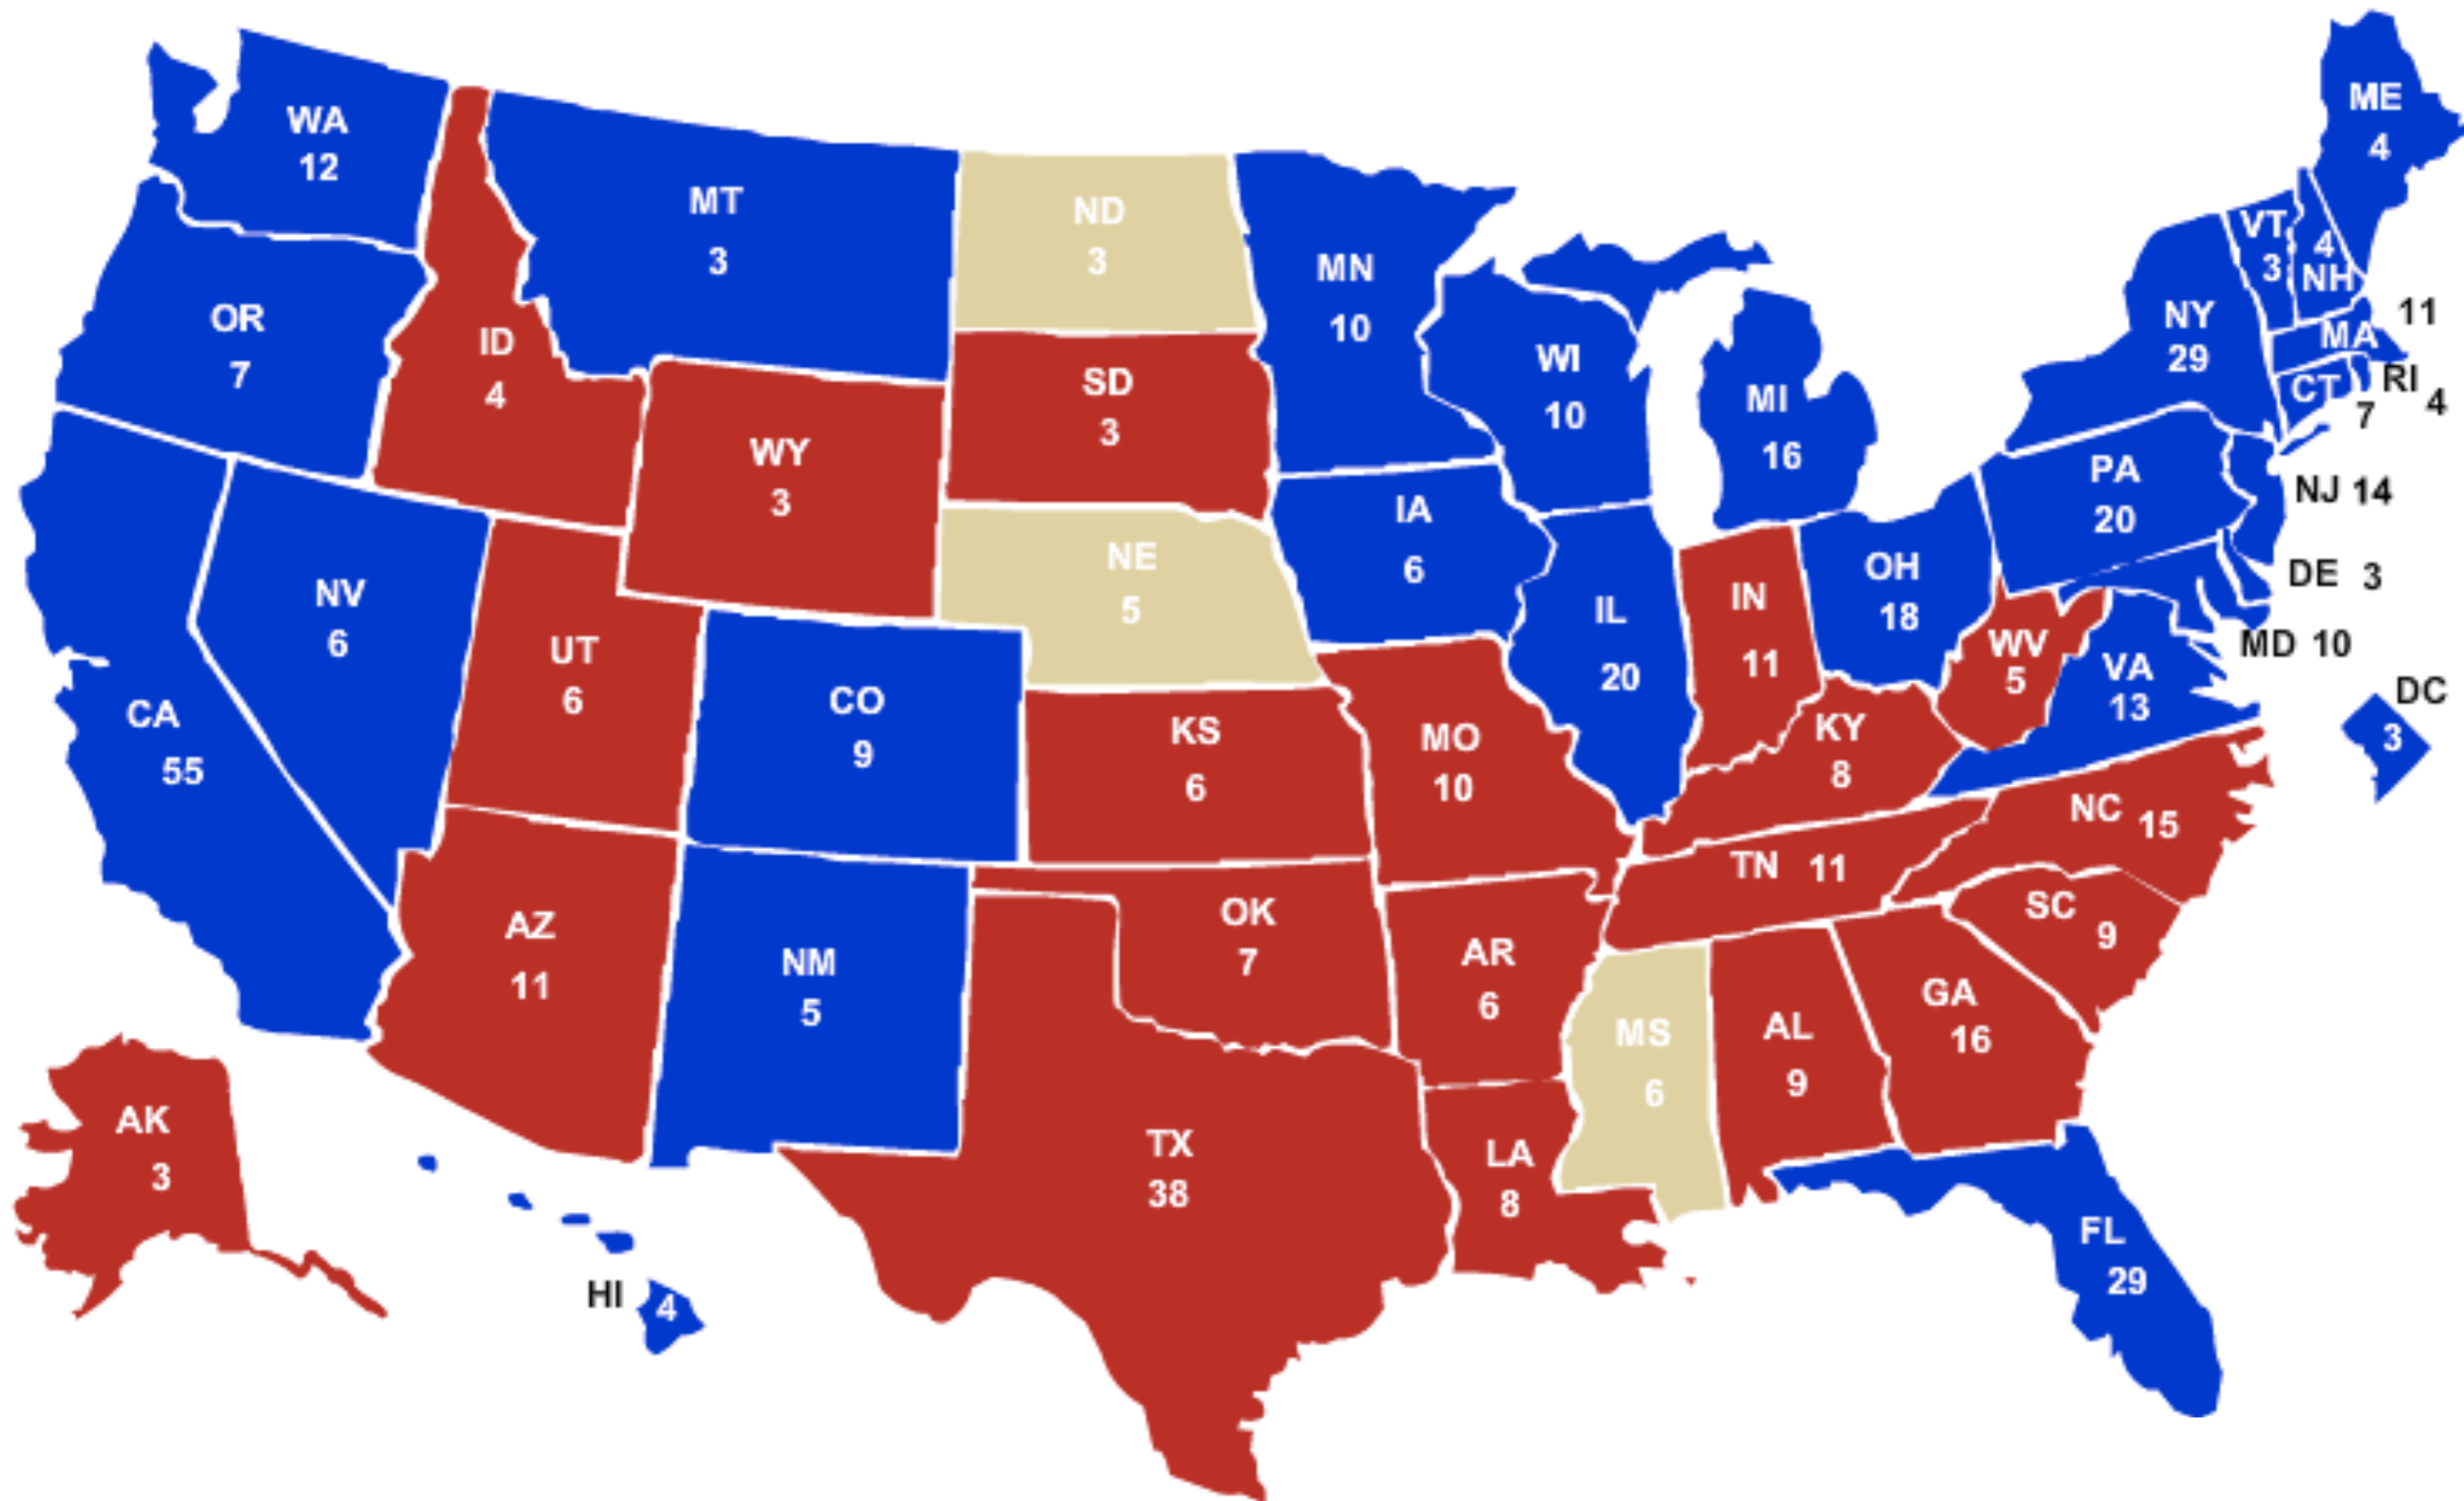 WA
12
OR
7
CA
55
NV
6
ID
4
MT
3
WY
3
UT
6
AZ
11
CO
9
NM
5
ND
3
SD
3
NE
5
KS
6
OK
7
TX
38
MN
10
IA
6
MO
10
AR
6
LA
8
WI
10
IL
20
MI
16
IN
11
OH
18
KY
8
TN 11
MS
6
AL
9
GA
16
FL
29
SC
9
NC 15
VA
13
WV
5
PA
20
NY
29
VT
3
4
NH
ME
4
11
MA
RI
4
CT
7
NJ 14
DE 3
MD 10
DC
3
AK
3
HI
4